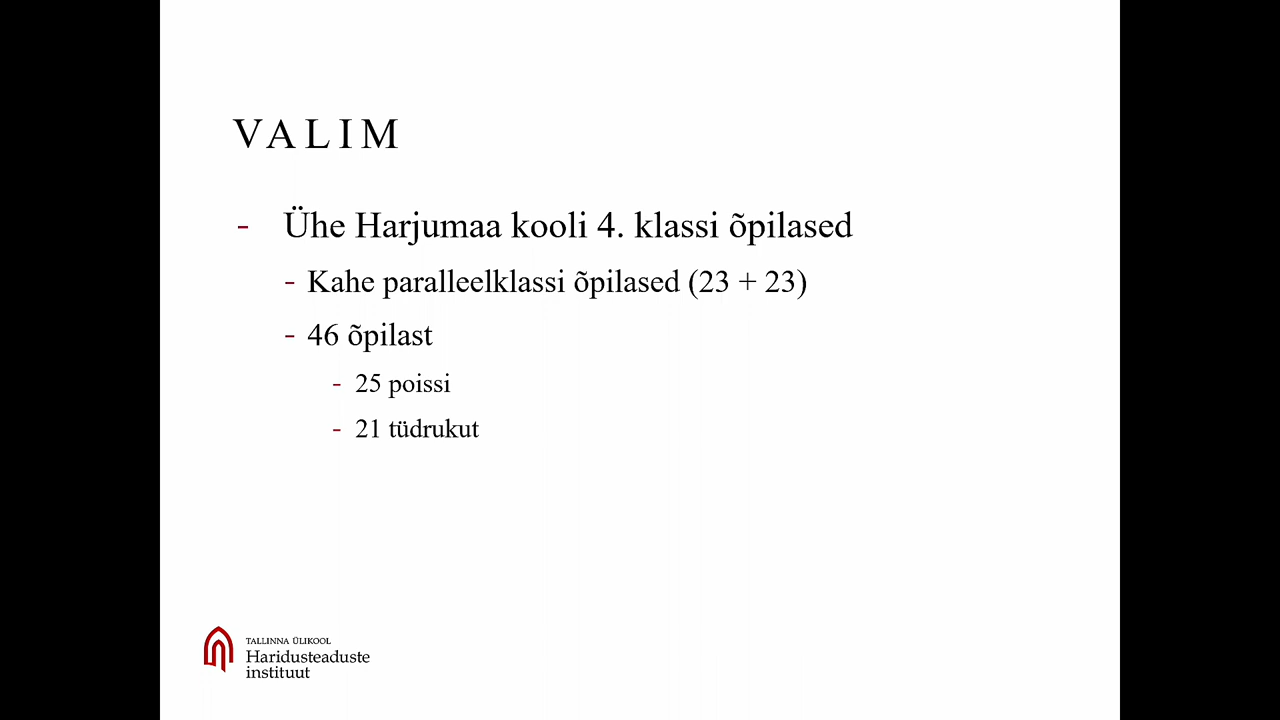 VALIM
- Ühe Harjumaa kooli 4. klassi õpilased
- Kahe paralleelklassi õpilased (23 + 23)
- 46 õpilast
- 25 poissi
- 21 tüdrukut
TALLINNA ÜLIKOOL
Haridusteaduste
instituut